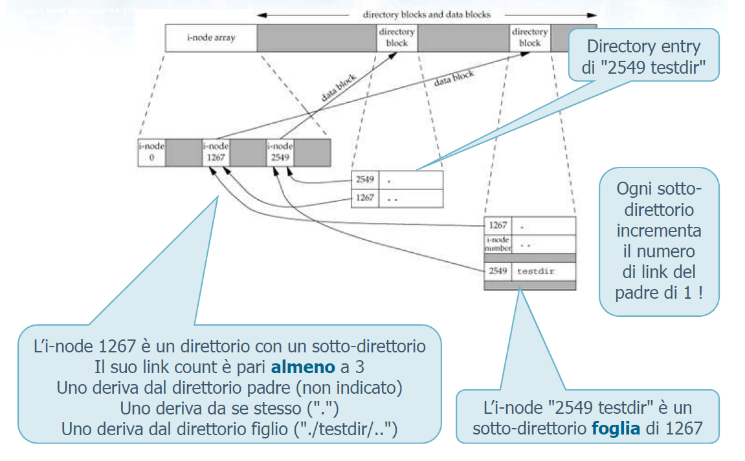 directory blocks and data blocks
i-node array
directory
block
directory
block
Directory entry
di "2549 testdir"
data block
data block
i-node
0
i-node
1267
i-node
2549
2549 .
1267 ..
Ogni sotto-
direttorio
incrementa
il numero
di link del
padre di 1 !
1267 .
i-node
number ..
2549 testdir
L'i-node 1267 è un direttorio con un sotto-direttorio
Il suo link count è pari almeno a 3
Uno deriva dal direttorio padre (non indicato)
Uno deriva da se stesso (".")
Uno deriva dal direttorio figlio ("./testdir/..")
L'i-node "2549 testdir" è un
sotto-direttorio foglia di 1267